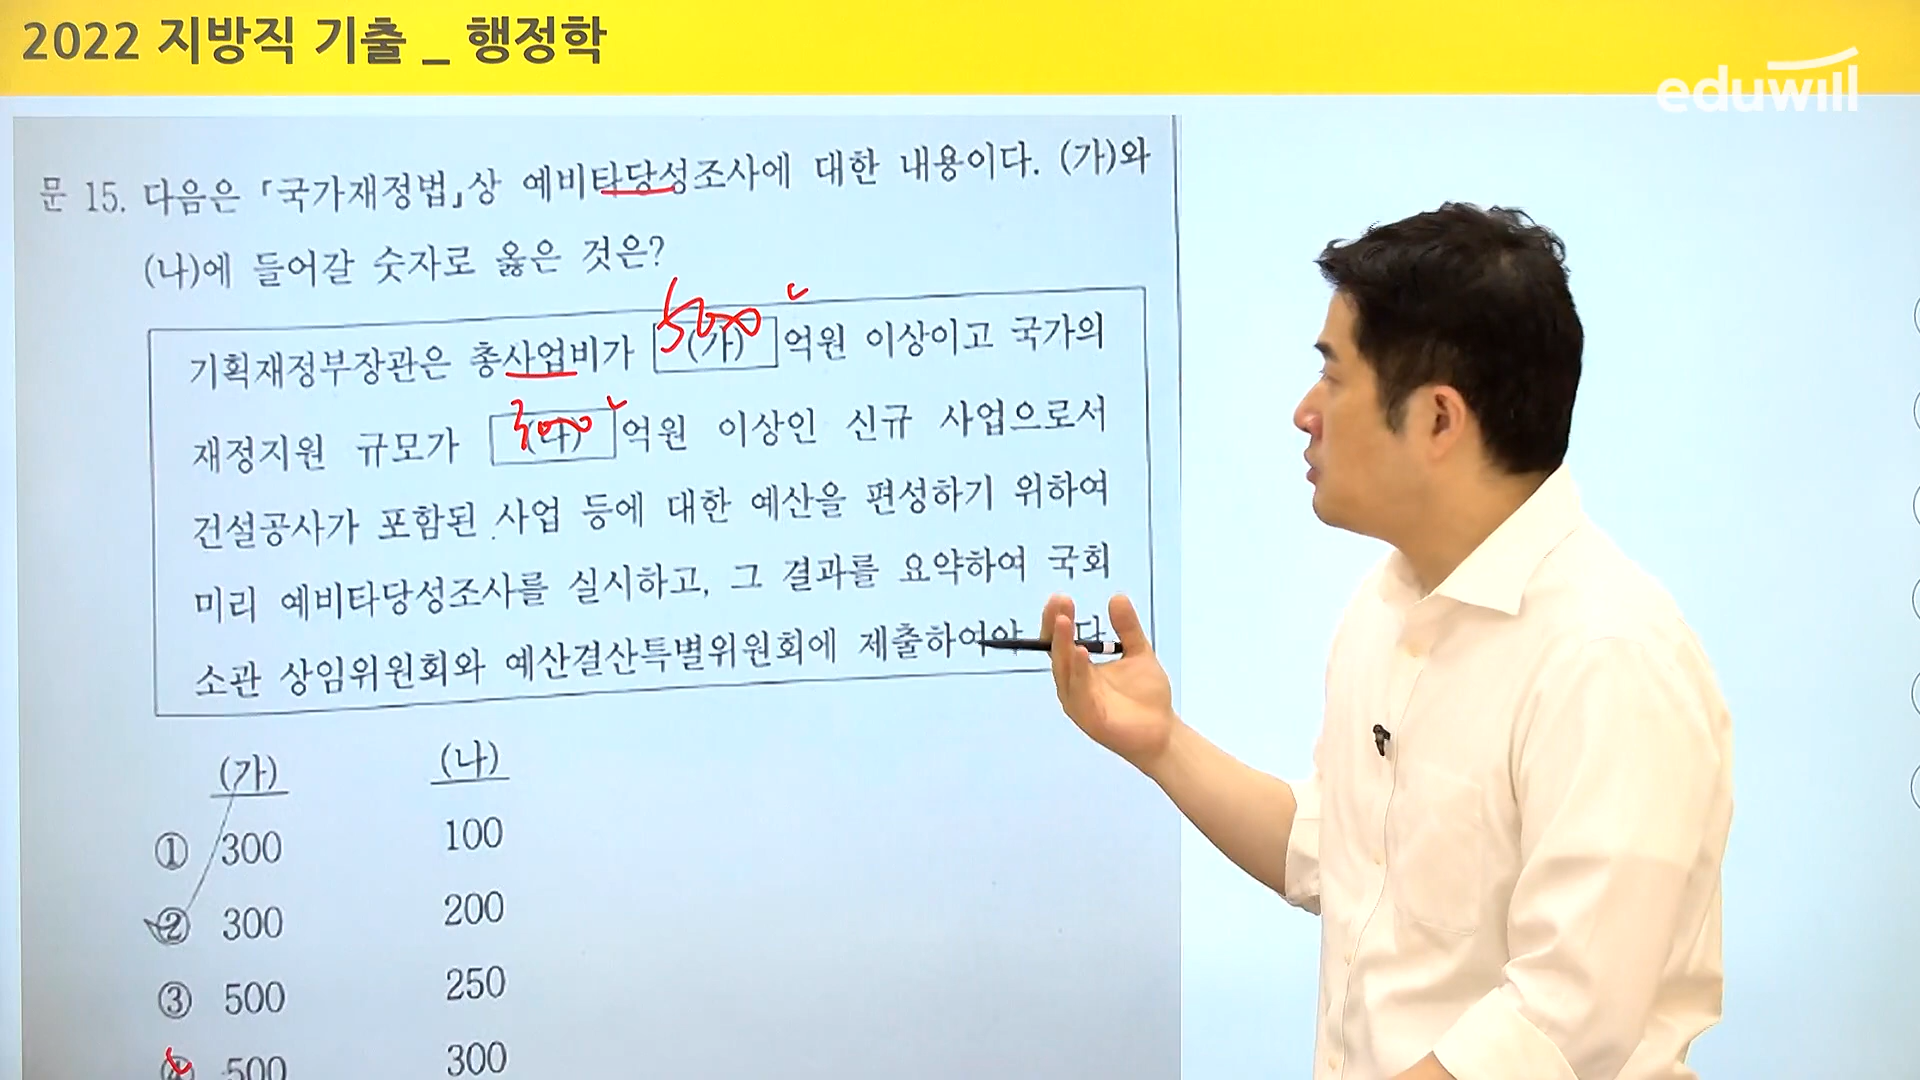 2022 지방직 기출 _ 행정학
eduwill
문 15. 다음은 「국가재정법」상 예비타당성조사에 대한 내용이다. (가)와
(나)에 들어갈 숫자로 옳은 것은?
500
기획재정부장관은 총사업비가 (가) 억원 이상이고 국가의
300
재정지원 규모가 (나) 억원 이상인 신규 사업으로서
건설공사가 포함된 사업 등에 대한 예산을 편성하기 위하여
미리 예비타당성조사를 실시하고, 그 결과를 요약하여 국회
소관 상임위원회와 예산결산특별위원회에 제출하여야 다
(가) (나)
① 300 100
② 300 200
③ 500 250
④ 500 300